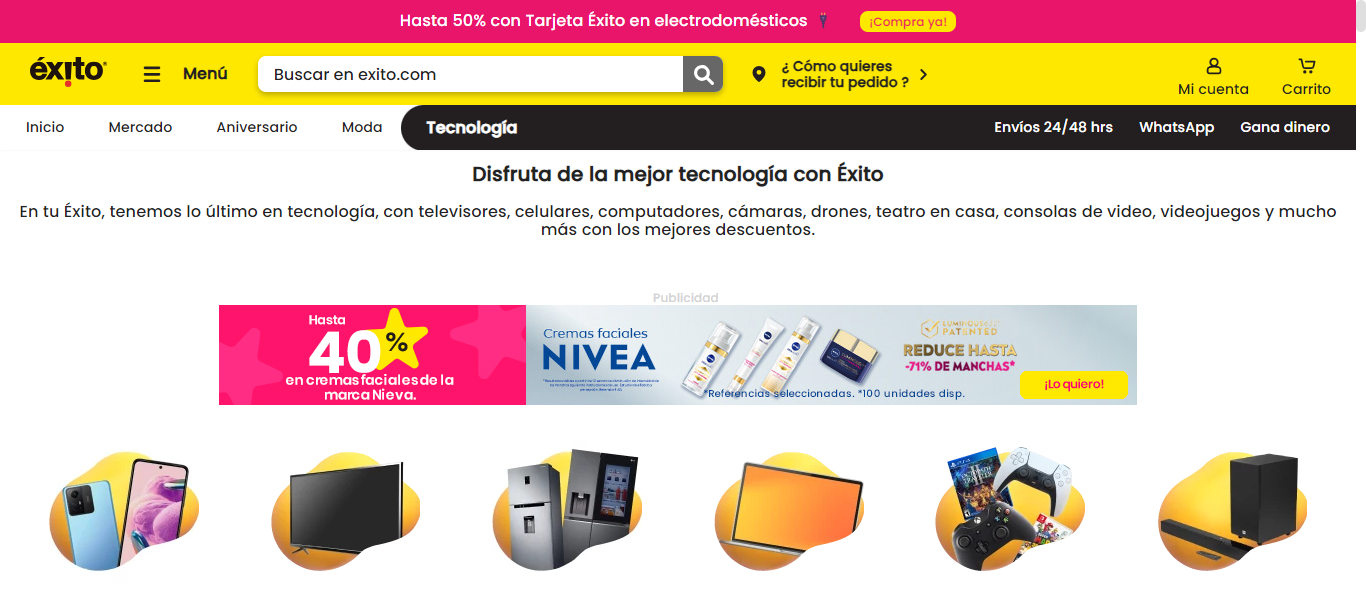 Hasta 50% con Tarjeta Éxito en electrodomésticos
¡Compra ya!
éxito
Menú
Buscar en exito.com
¿ Cómo quieres
recibir tu pedido ?
Mi cuenta
Carrito
Inicio
Mercado
Aniversario
Moda
Tecnología
Envíos 24/48 hrs
WhatsApp
Gana dinero
Disfruta de la mejor tecnología con Éxito
En tu Éxito, tenemos lo último en tecnología, con televisores, celulares, computadores, cámaras, drones, teatro en casa, consolas de video, videojuegos y mucho
más con los mejores descuentos.
Publicidad
Hasta
40%
en cremas faciales de la
marca Nieva.
Cremas faciales
NIVEA
PATENTED
REDUCE HASTA
-71% DE MANCHAS*
*Referencias seleccionadas. *100 unidades disp.
¡Lo quiero!